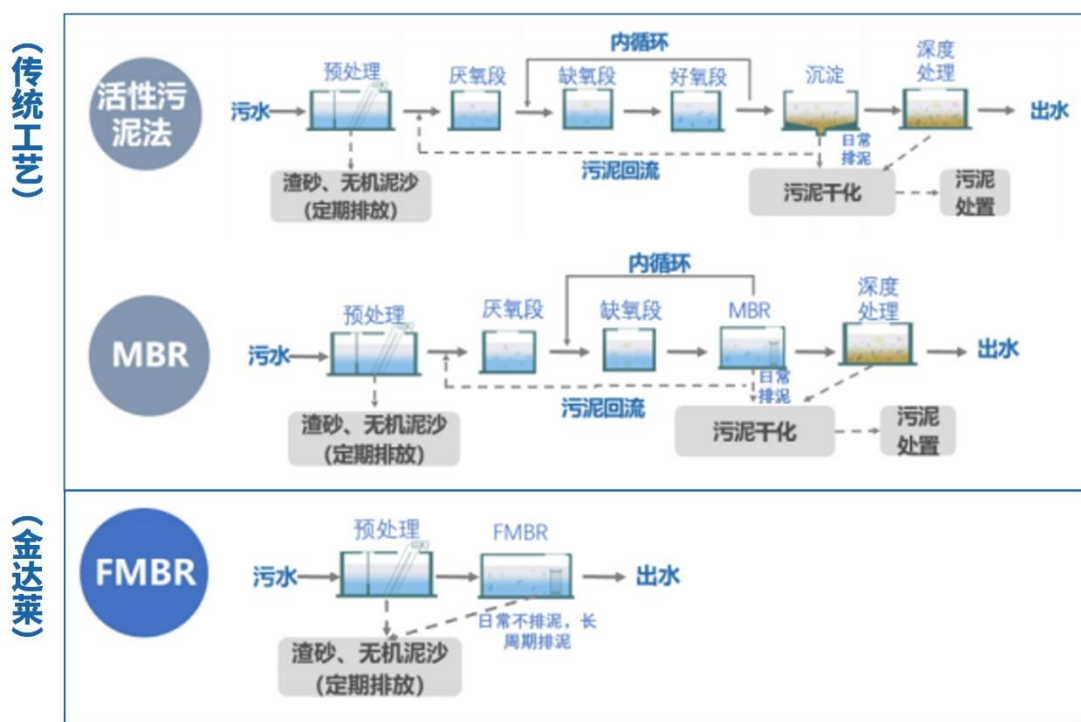 （传统工艺）
活性污
泥法
污水
预处理
厌氧段
内循环
缺氧段
好氧段
沉淀
深度
处理
出水
日常
排泥
污泥回流
渣砂、无机泥沙
(定期排放)
污泥干化
污泥
处置
MBR
污水
预处理
厌氧段
内循环
缺氧段
MBR
深度
处理
出水
日常
排泥
污泥回流
渣砂、无机泥沙
(定期排放)
污泥干化
污泥
处置
（金达莱）
FMBR
污水
预处理
FMBR
出水
日常不排泥，长
周期排泥
渣砂、无机泥沙
(定期排放)